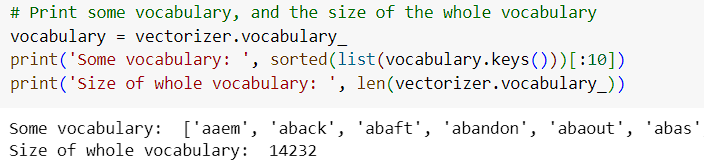 # Print some vocabulary, and the size of the whole vocabulary
vocabulary = vectorizer.vocabulary_
print('Some vocabulary: ', sorted(list(vocabulary.keys()))[:10])
print('Size of whole vocabulary: ', len(vectorizer.vocabulary_))
Some vocabulary:  ['aaem', 'aback', 'abaft', 'abandon', 'abaout', 'abas'
Size of whole vocabulary:  14232